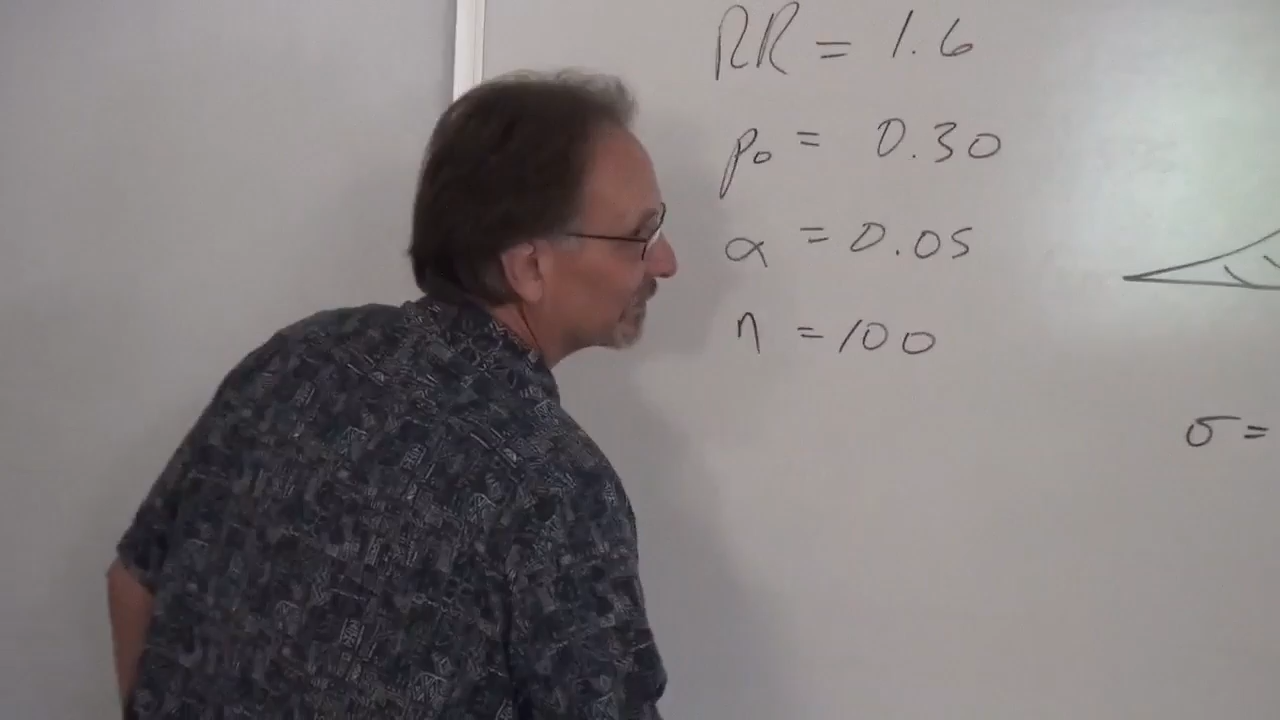 RR = 1.6
p₀ = 0.30
α = 0.05
n = 100
σ =